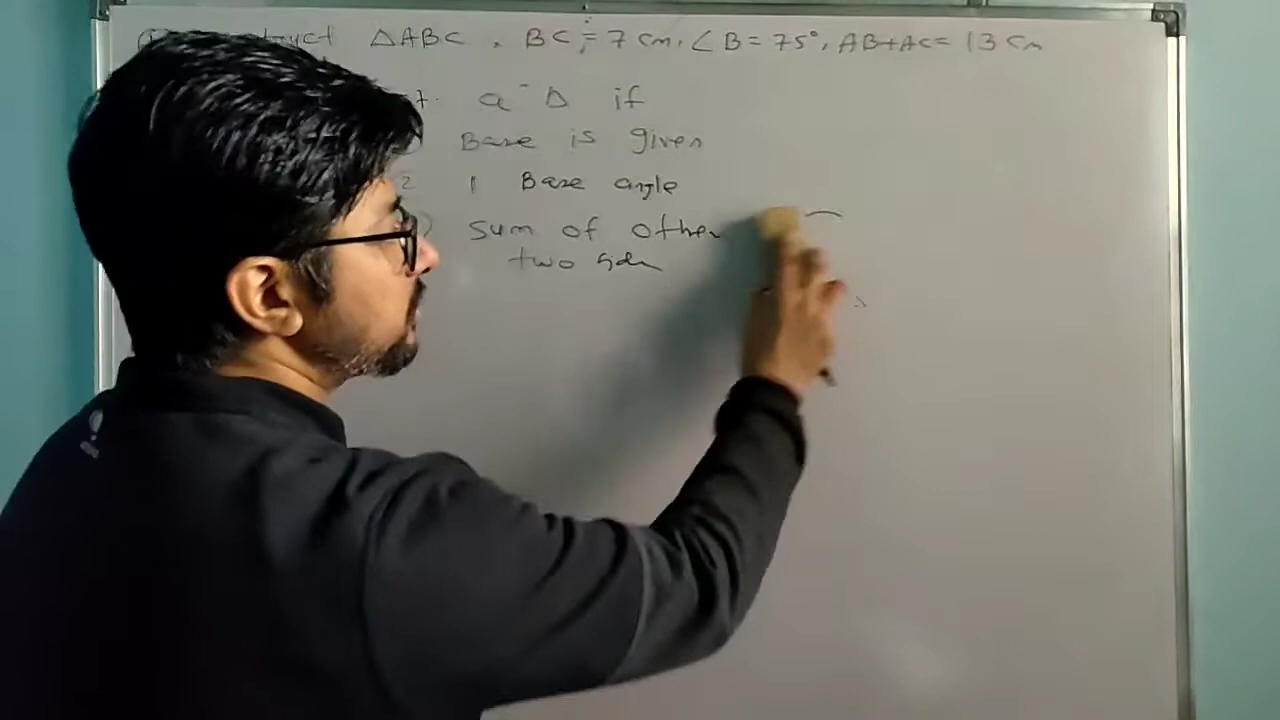 ΔABC, BC = 7 cm, ∠B = 75°, AB+AC = 13 cm
a Δ if
Base is given
2 1 Base angle
) sum of other
two